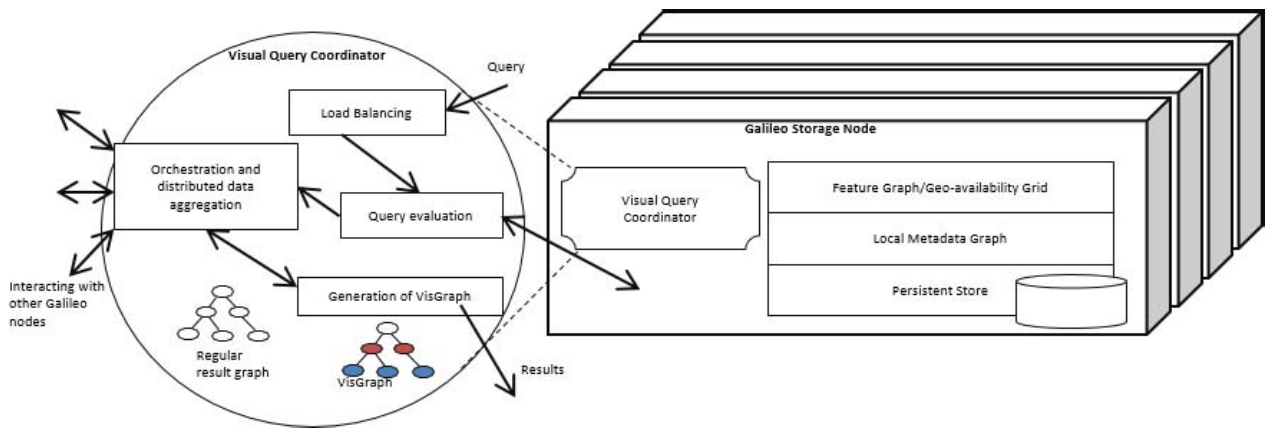 Visual Query Coordinator
Query
Load Balancing
Orchestration and
distributed data
aggregation
Query evaluation
Generation of VisGraph
Interacting with
other Galileo
nodes
Regular
result graph
VisGraph
Results
Galileo Storage Node
Visual Query
Coordinator
Feature Graph/Geo-availability Grid
Local Metadata Graph
Persistent Store